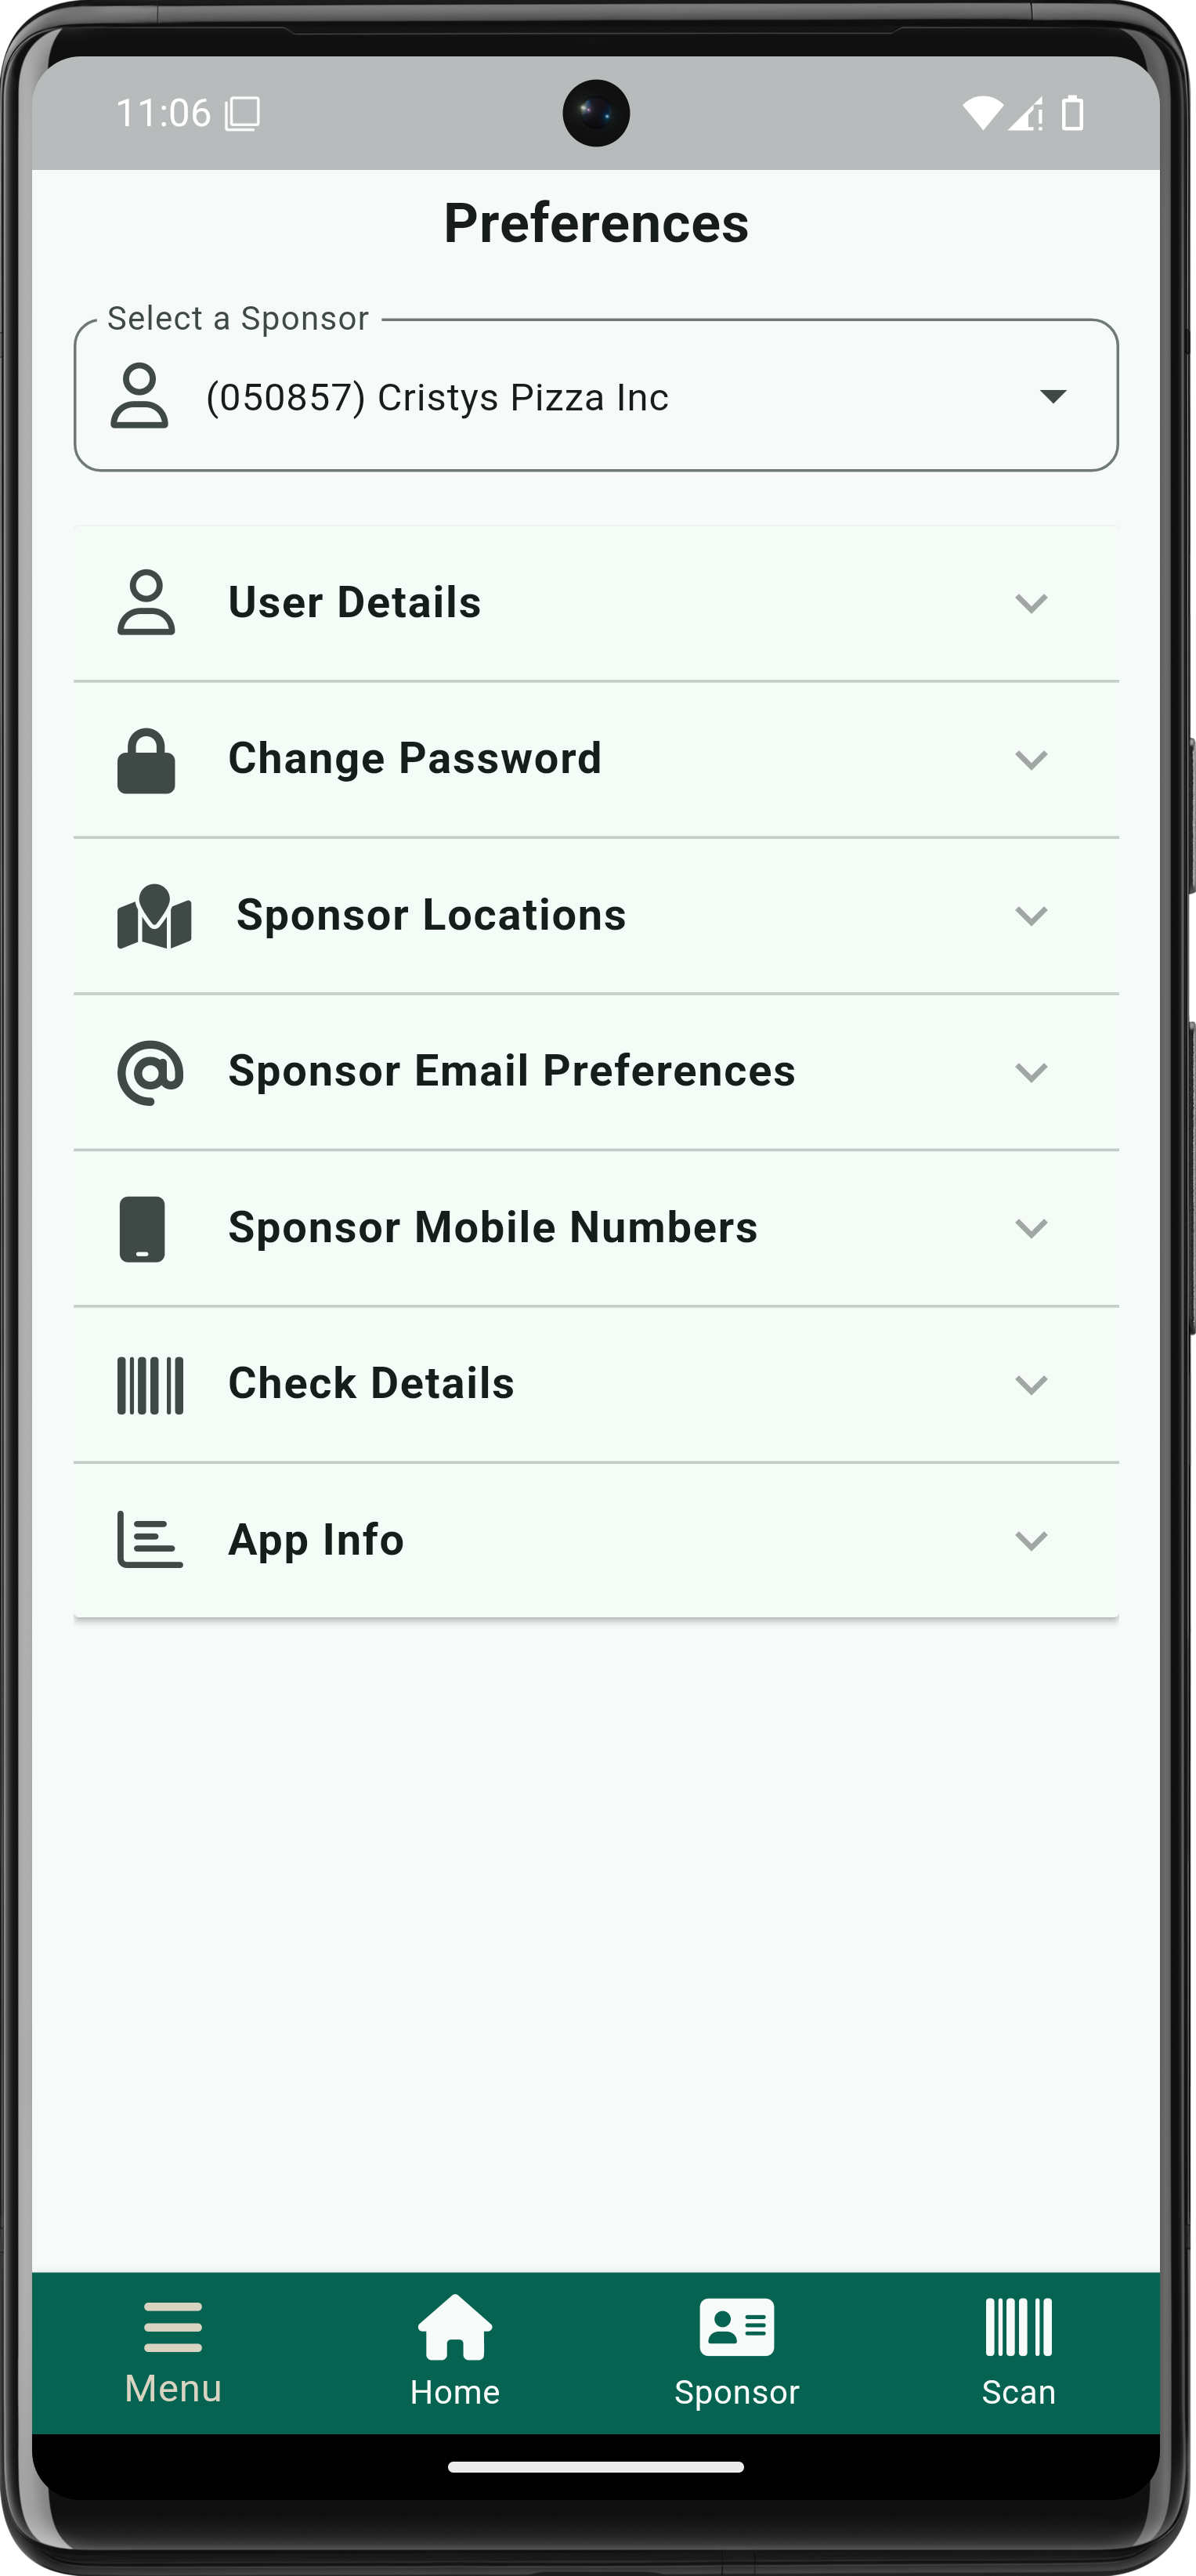 11:06
Preferences
Select a Sponsor
(050857) Cristys Pizza Inc
User Details
Change Password
Sponsor Locations
Sponsor Email Preferences
Sponsor Mobile Numbers
Check Details
App Info
Menu
Home
Sponsor
Scan